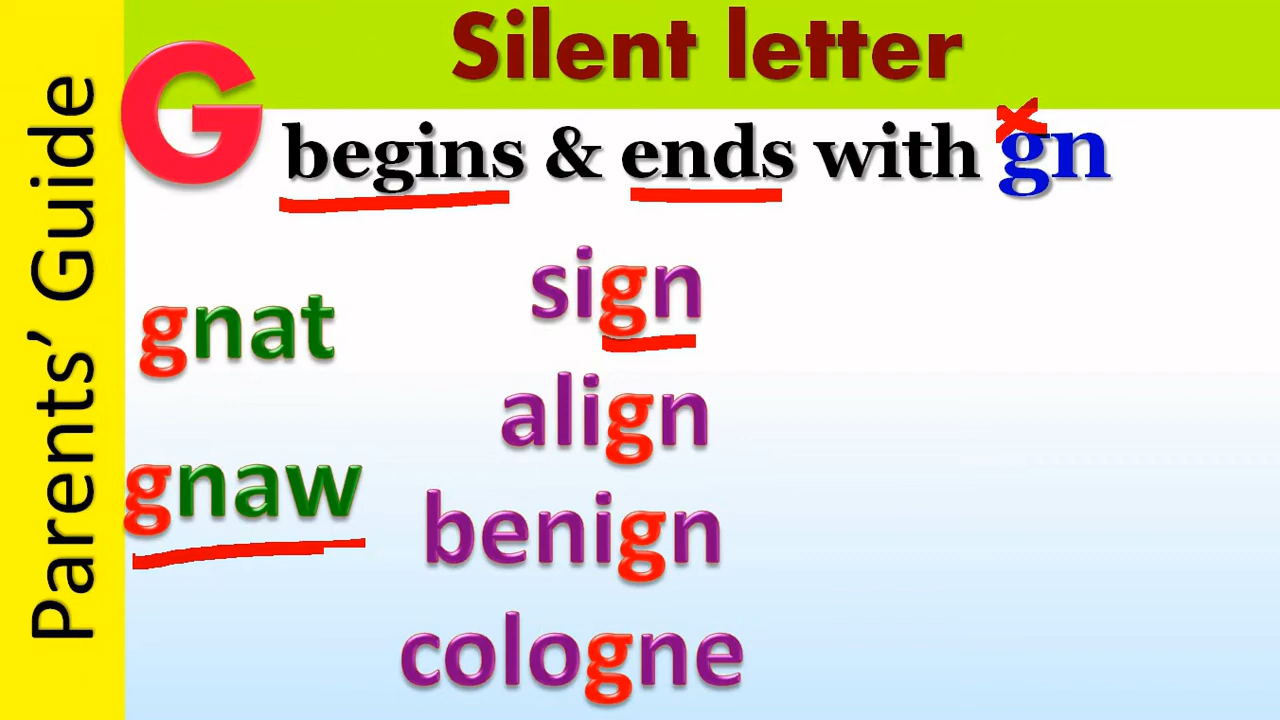 Parents' Guide
Silent letter
G begins & ends with gn
gnat
gnaw
sign
align
benign
cologne